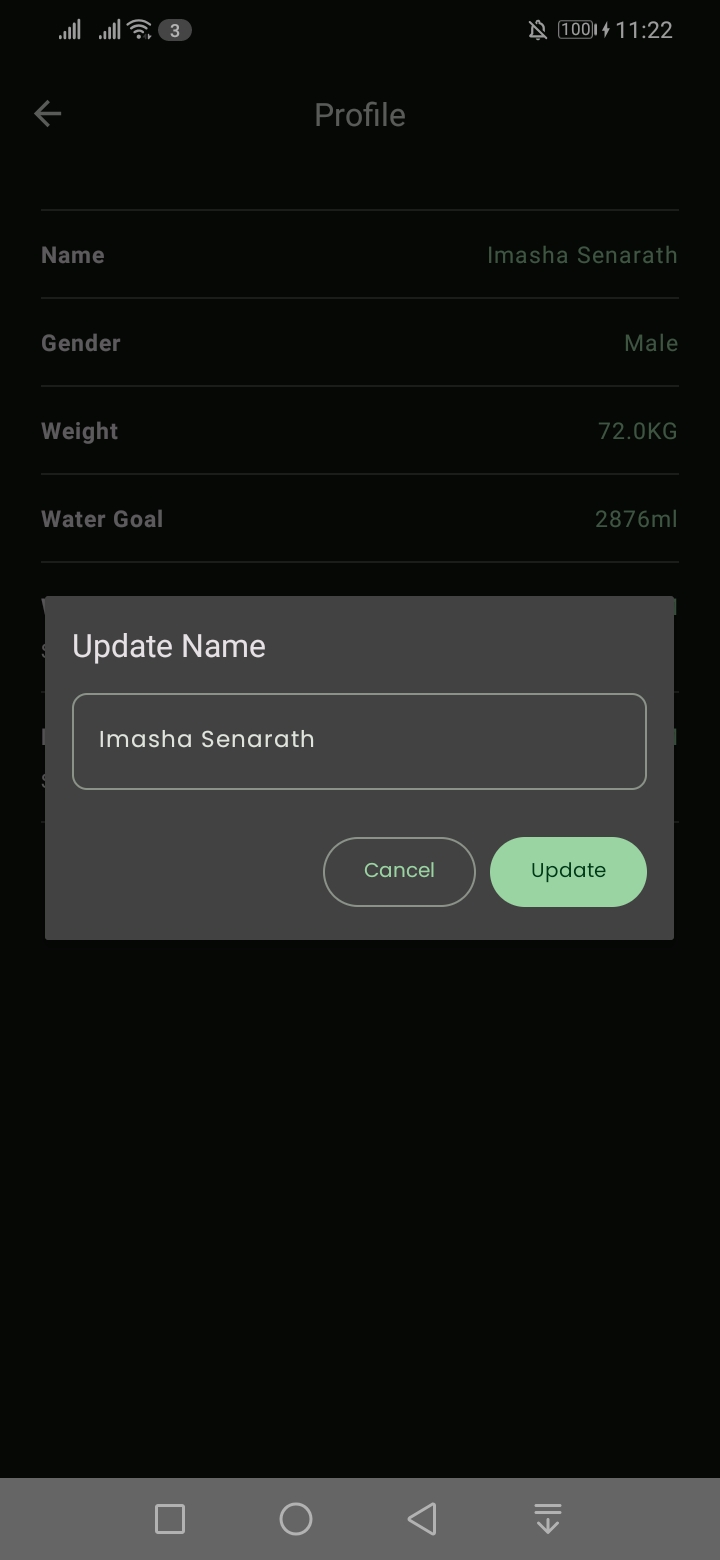 3 100 11:22
Profile
Name Imasha Senarath
Gender Male
Weight 72.0KG
Water Goal 2876ml
Update Name
Imasha Senarath
Cancel Update